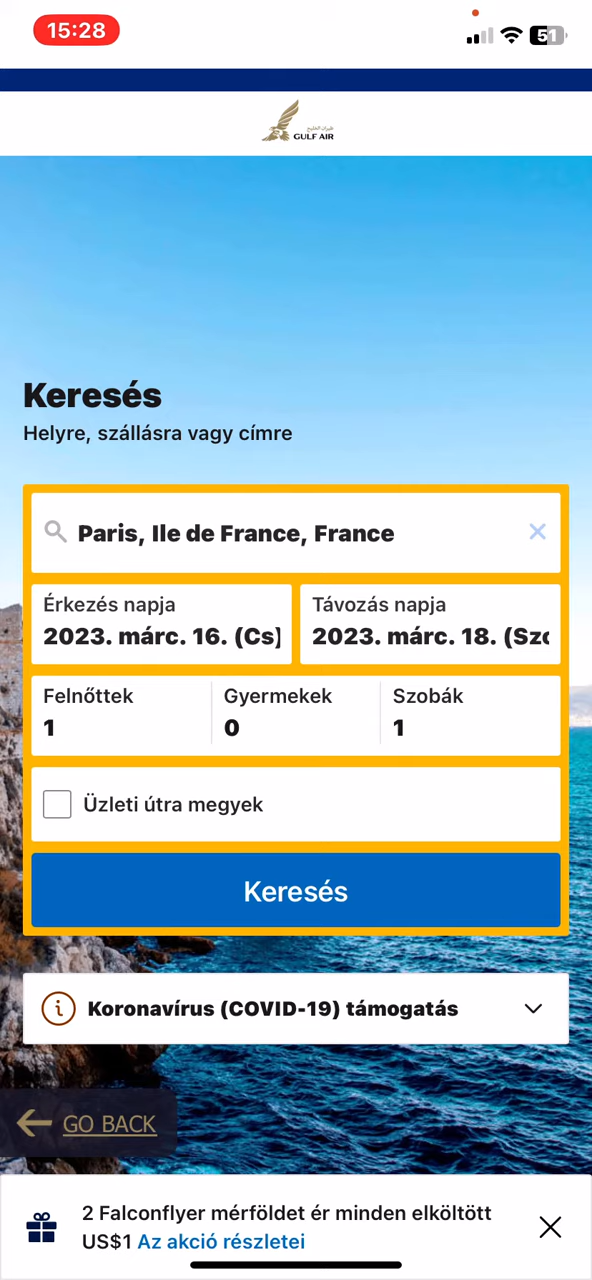 15:28
51
طيران الخليج
GULF AIR
Keresés
Helyre, szállásra vagy címre
Paris, Ile de France, France
Érkezés napja
2023. márc. 16. (Cs)
Távozás napja
2023. márc. 18. (Szo
Felnőttek
1
Gyermekek
0
Szobák
1
Üzleti útra megyek
Keresés
Koronavírus (COVID-19) támogatás
GO BACK
2 Falconflyer mérföldet ér minden elköltött
US$1 Az akció részletei